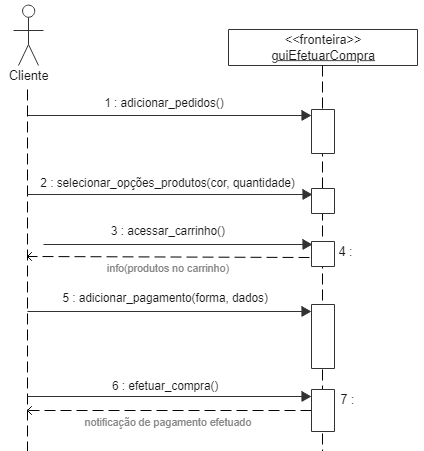 <<fronteira>>
guiEfetuarCompra
Cliente
1 : adicionar_pedidos()
2 : selecionar_opções_produtos(cor, quantidade)
3 : acessar_carrinho()
4 :
info(produtos no carrinho)
5 : adicionar_pagamento(forma, dados)
6 : efetuar_compra()
7 :
notificação de pagamento efetuado